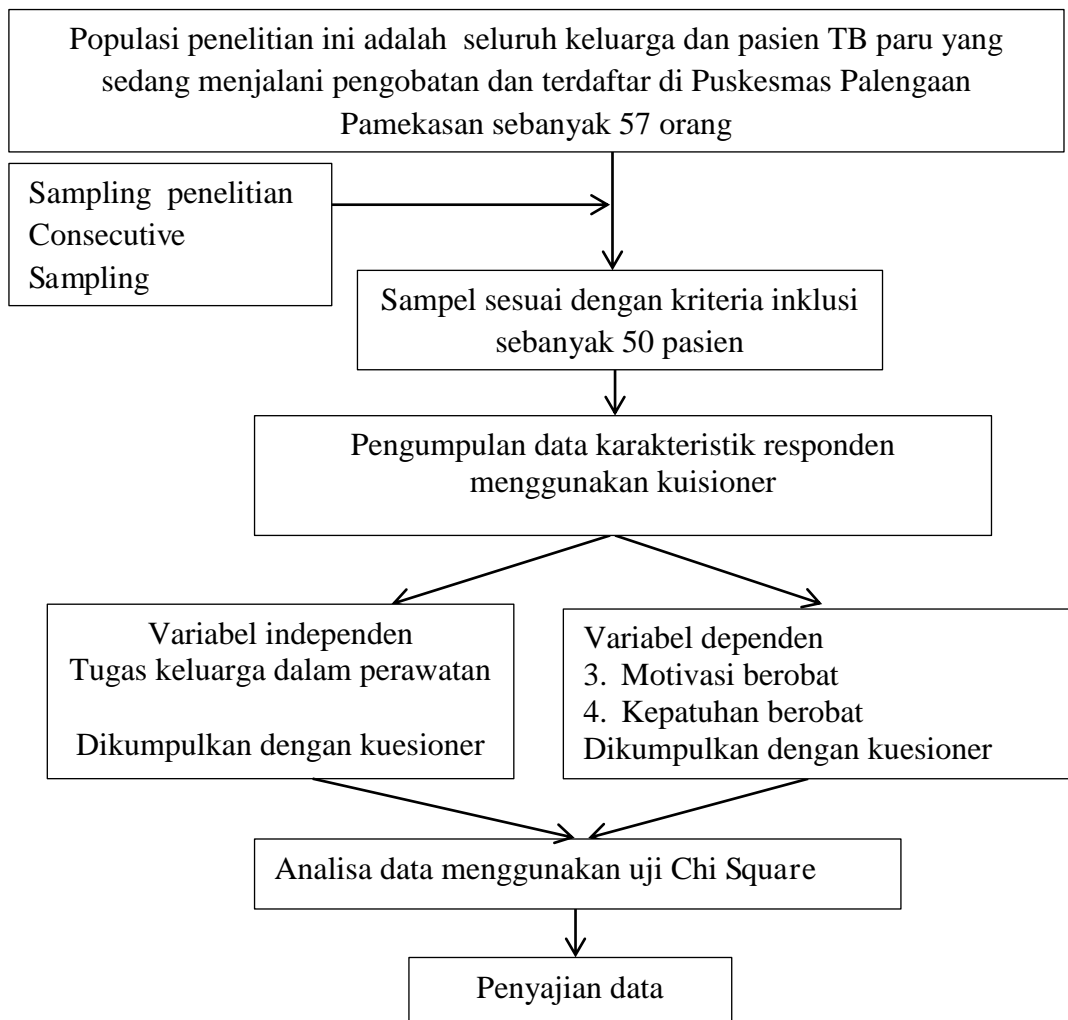 Populasi penelitian ini adalah seluruh keluarga dan pasien TB paru yang
sedang menjalani pengobatan dan terdaftar di Puskesmas Palengaan
Pamekasan sebanyak 57 orang
Sampling penelitian
Consecutive
Sampling
Sampel sesuai dengan kriteria inklusi
sebanyak 50 pasien
Pengumpulan data karakteristik responden
menggunakan kuisioner
Variabel independen
Tugas keluarga dalam perawatan
Dikumpulkan dengan kuesioner
Variabel dependen
3. Motivasi berobat
4. Kepatuhan berobat
Dikumpulkan dengan kuesioner
Analisa data menggunakan uji Chi Square
Penyajian data